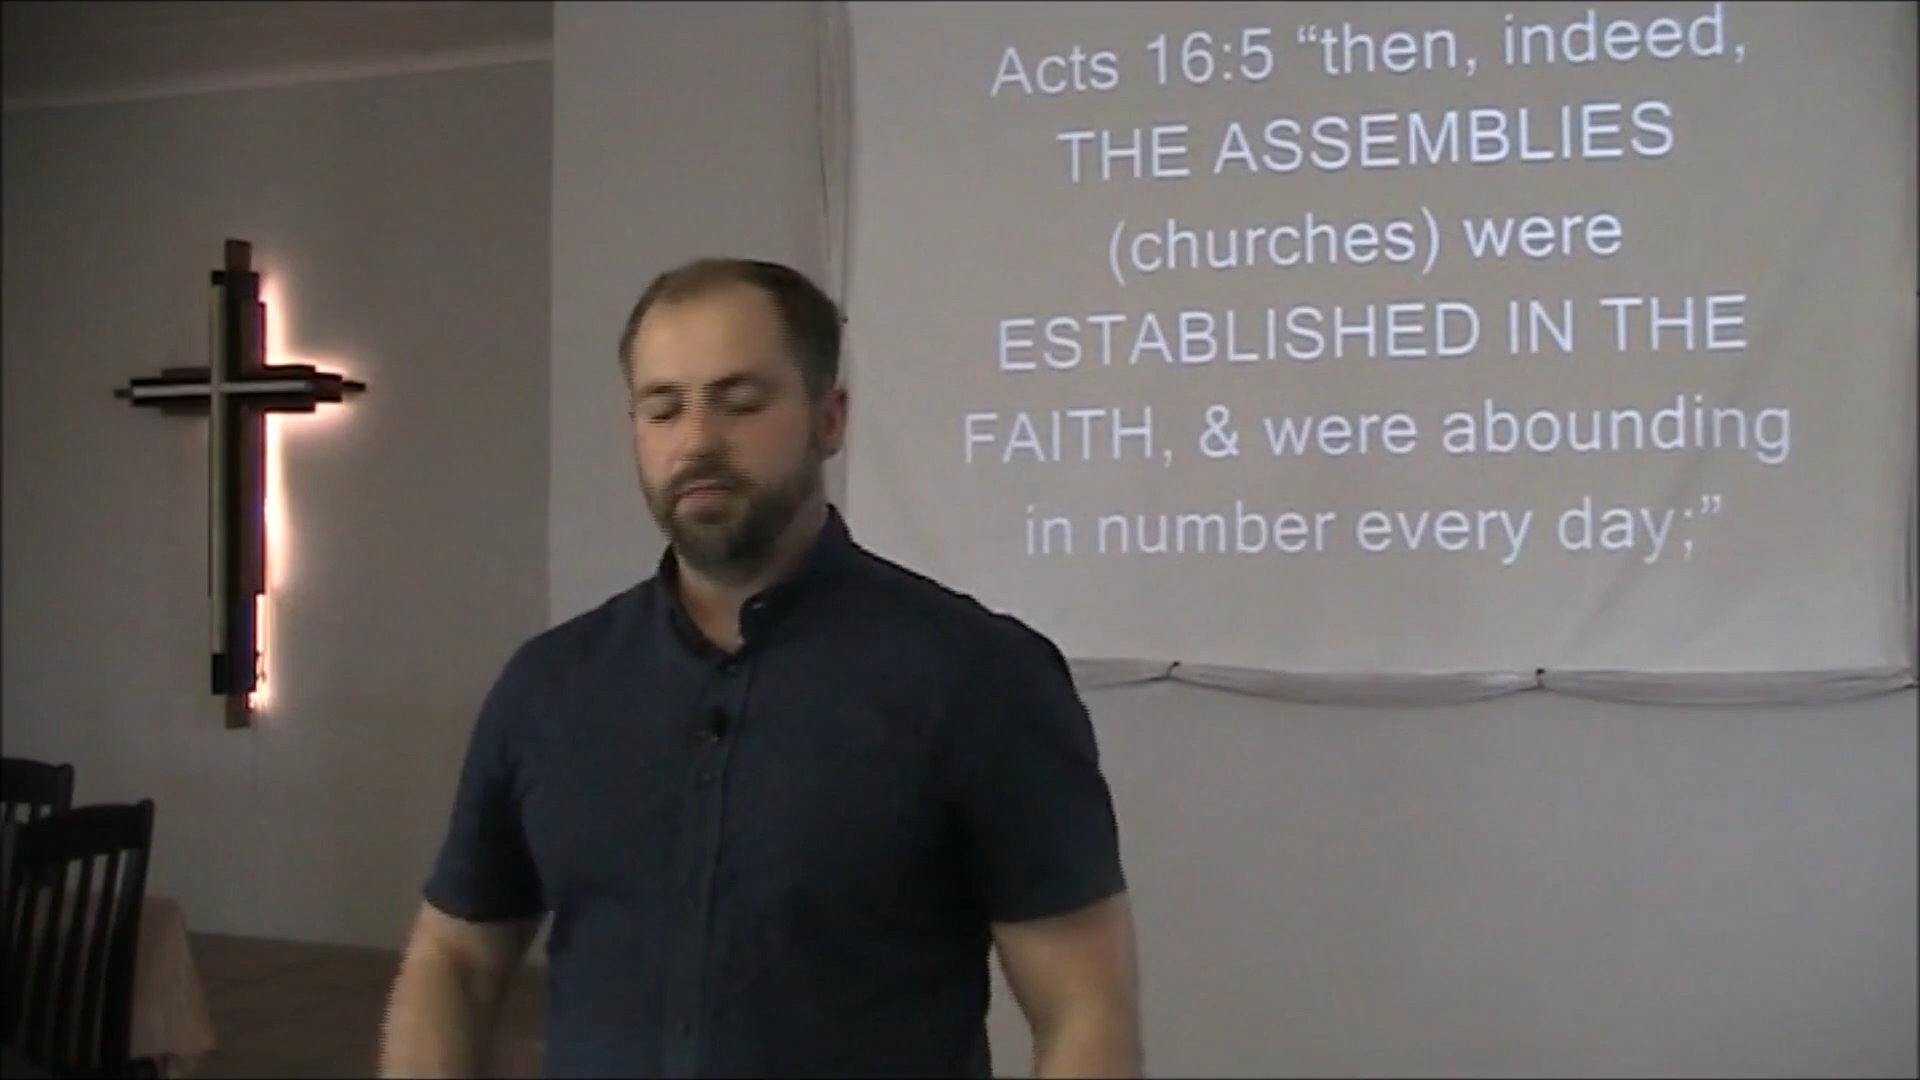 Acts 16:5 “then, indeed,
THE ASSEMBLIES
(churches) were
ESTABLISHED IN THE
FAITH, & were abounding
in number every day;”